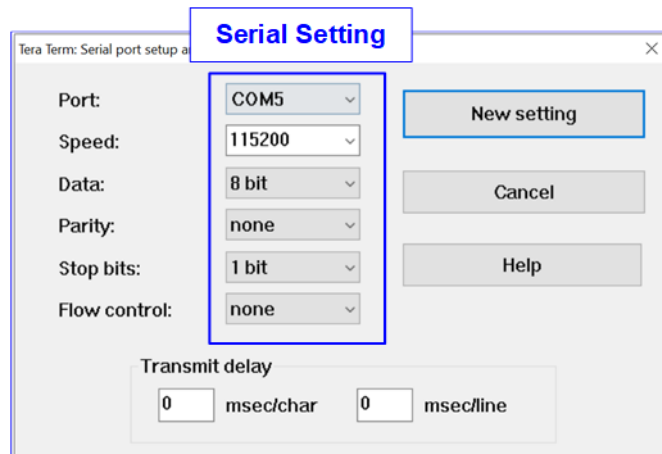 Serial Setting
Tera Term: Serial port setup a
Port: COM5
New setting
Speed: 115200
Data: 8 bit
Cancel
Parity: none
Stop bits: 1 bit
Help
Flow control: none
Transmit delay
0 msec/char 0 msec/line